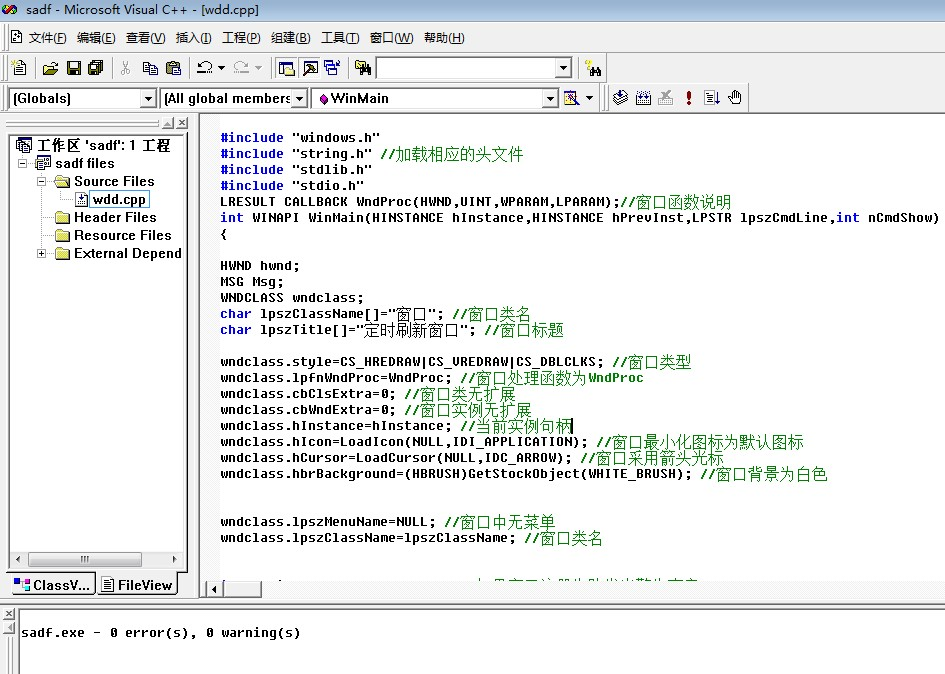 sadf - Microsoft Visual C++ - [wdd.cpp]
文件(F) 编辑(E) 查看(V) 插入(I) 工程(P) 组建(B) 工具(T) 窗口(W) 帮助(H)
(Globals) (All global members WinMain
工作区 'sadf': 1 工程
sadf files
Source Files
wdd.cpp
Header Files
Resource Files
External Depend
ClassV... FileView
#include "windows.h"
#include "string.h" //加载相应的头文件
#include "stdlib.h"
#include "stdio.h"
LRESULT CALLBACK WndProc(HWND,UINT,WPARAM,LPARAM);//窗口函数说明
int WINAPI WinMain(HINSTANCE hInstance,HINSTANCE hPrevInst,LPSTR lpszCmdLine,int nCmdShow)
{
HWND hwnd;
MSG Msg;
WNDCLASS wndclass;
char lpszClassName[]="窗口"; //窗口类名
char lpszTitle[]="定时刷新窗口"; //窗口标题
wndclass.style=CS_HREDRAW|CS_VREDRAW|CS_DBLCLKS; //窗口类型
wndclass.lpfnWndProc=WndProc; //窗口处理函数为WndProc
wndclass.cbClsExtra=0; //窗口类无扩展
wndclass.cbWndExtra=0; //窗口实例无扩展
wndclass.hInstance=hInstance; //当前实例句柄
wndclass.hIcon=LoadIcon(NULL,IDI_APPLICATION); //窗口最小化图标为默认图标
wndclass.hCursor=LoadCursor(NULL,IDC_ARROW); //窗口采用箭头光标
wndclass.hbrBackground=(HBRUSH)GetStockObject(WHITE_BRUSH); //窗口背景为白色
wndclass.lpszMenuName=NULL; //窗口中无菜单
wndclass.lpszClassName=lpszClassName; //窗口类名
sadf.exe - 0 error(s), 0 warning(s)